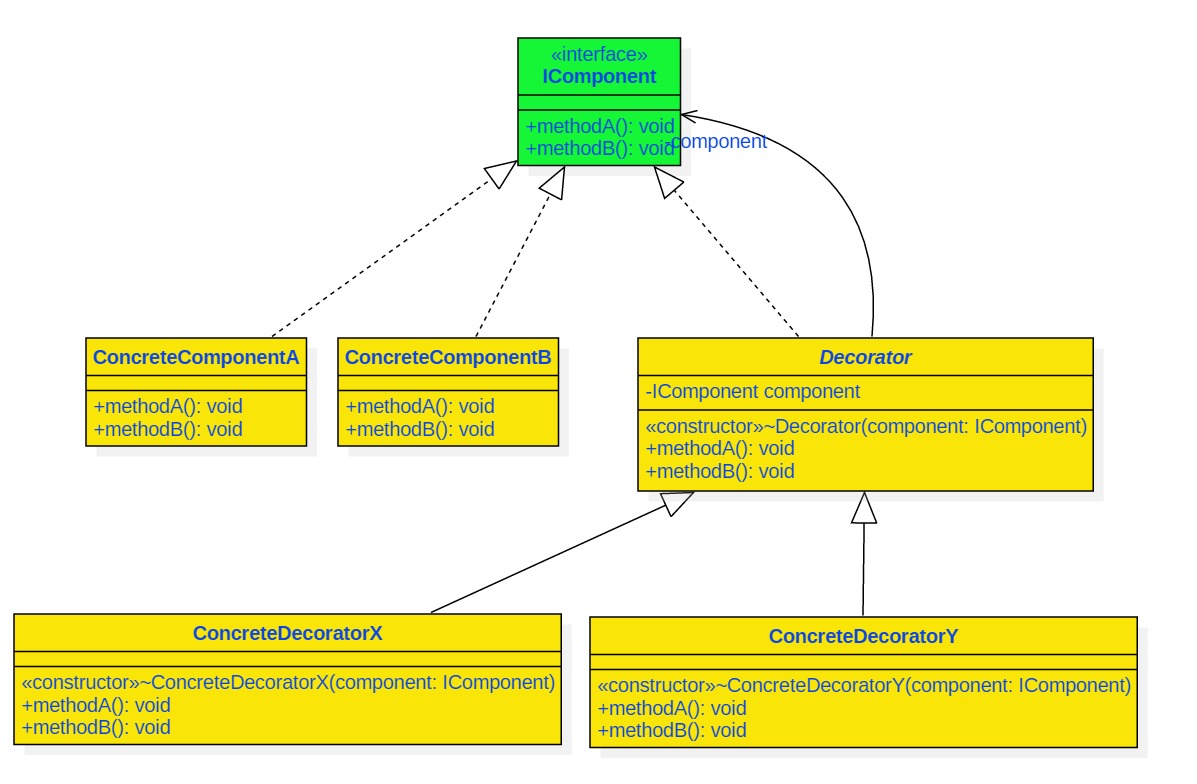 «interface»
IComponent
+methodA(): void
+methodB(): void
-component
ConcreteComponentA
+methodA(): void
+methodB(): void
ConcreteComponentB
+methodA(): void
+methodB(): void
Decorator
-IComponent component
«constructor»~Decorator(component: IComponent)
+methodA(): void
+methodB(): void
ConcreteDecoratorX
«constructor»~ConcreteDecoratorX(component: IComponent)
+methodA(): void
+methodB(): void
ConcreteDecoratorY
«constructor»~ConcreteDecoratorY(component: IComponent)
+methodA(): void
+methodB(): void